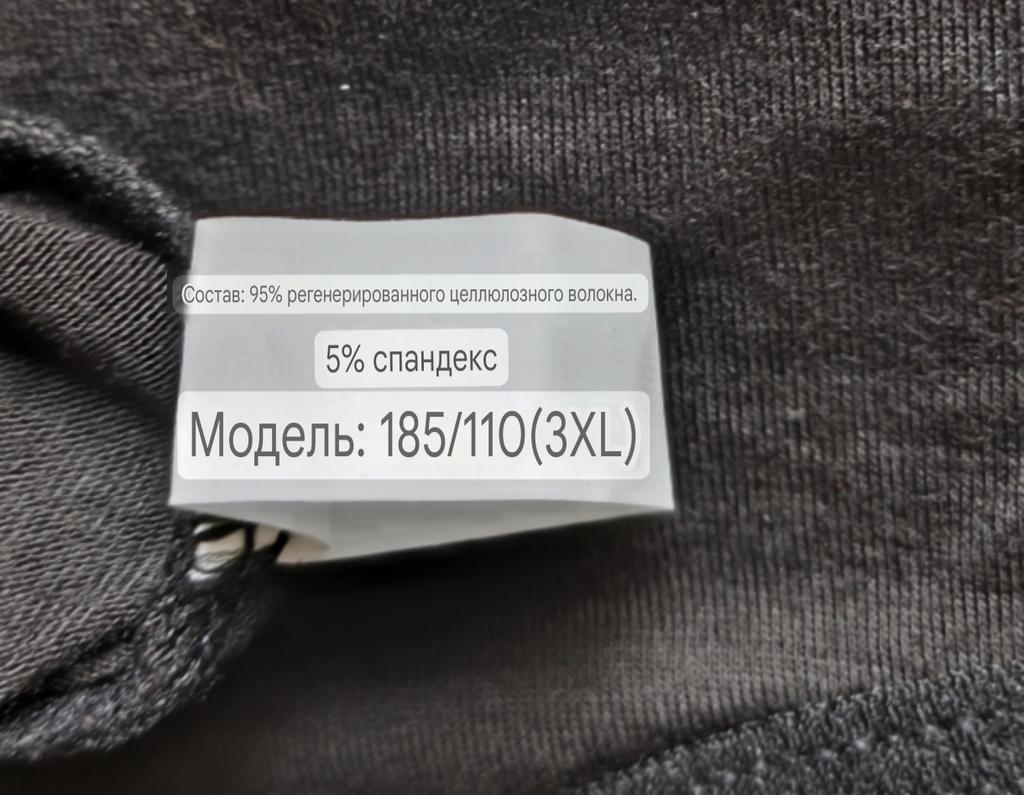 Состав: 95% регенерированного целлюлозного волокна.
5% спандекс
Модель: 185/110(3XL)